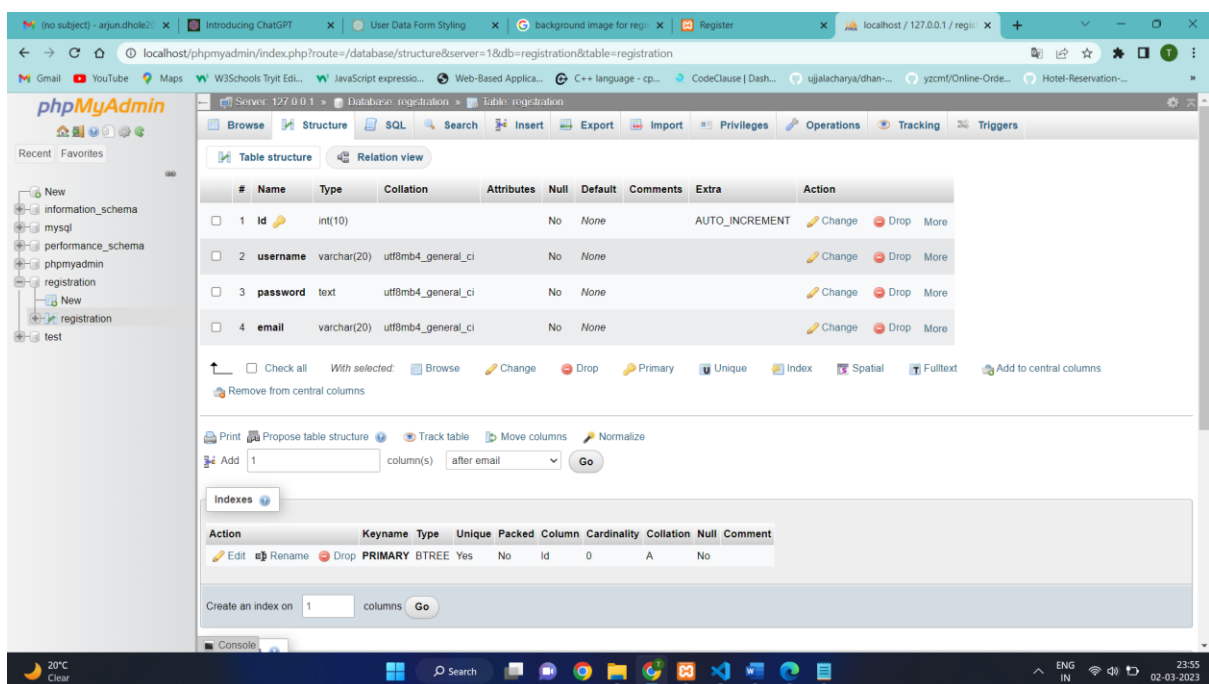 (no subject) - arjun.dhole20 Introducing ChatGPT User Data Form Styling background image for regi Register localhost / 127.0.0.1 / regist
localhost/phpmyadmin/index.php?route=/database/structure&server=1&db=registration&table=registration T
Gmail YouTube Maps W3Schools Tryit Edi... JavaScript expressio... Web-Based Applica... C++ language - cp... CodeClause | Dash... ujjalacharya/dhan-... yzcmf/Online-Orde... Hotel-Reservation-... »
phpMyAdmin
Recent Favorites
New
information_schema
mysql
performance_schema
phpmyadmin
registration
New
registration
test
Server: 127.0.0.1 » Database: registration » Table: registration
Browse Structure SQL Search Insert Export Import Privileges Operations Tracking Triggers
Table structure Relation view
# Name Type Collation Attributes Null Default Comments Extra Action
1 Id int(10) No None AUTO_INCREMENT Change Drop More
2 username varchar(20) utf8mb4_general_ci No None Change Drop More
3 password text utf8mb4_general_ci No None Change Drop More
4 email varchar(20) utf8mb4_general_ci No None Change Drop More
Check all With selected: Browse Change Drop Primary Unique Index Spatial Fulltext Add to central columns
Remove from central columns
Print Propose table structure Track table Move columns Normalize
Add 1 column(s) after email Go
Indexes
Action Keyname Type Unique Packed Column Cardinality Collation Null Comment
Edit Rename Drop PRIMARY BTREE Yes No Id 0 A No
Create an index on 1 columns Go
Console
20°C
Clear
Search
ENG
IN
23:55
02-03-2023